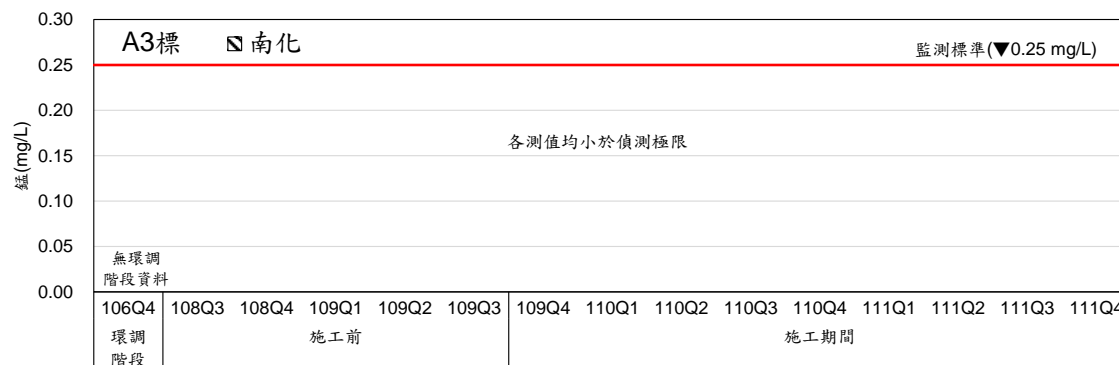 0.30
A3標 南化
監測標準(▼0.25 mg/L)
0.25
0.20
各測值均小於偵測極限
0.15
錳(mg/L)
0.10
0.05
無環調
階段資料
0.00
106Q4 108Q3 108Q4 109Q1 109Q2 109Q3 109Q4 110Q1 110Q2 110Q3 110Q4 111Q1 111Q2 111Q3 111Q4
環調 施工前 施工期間
階段